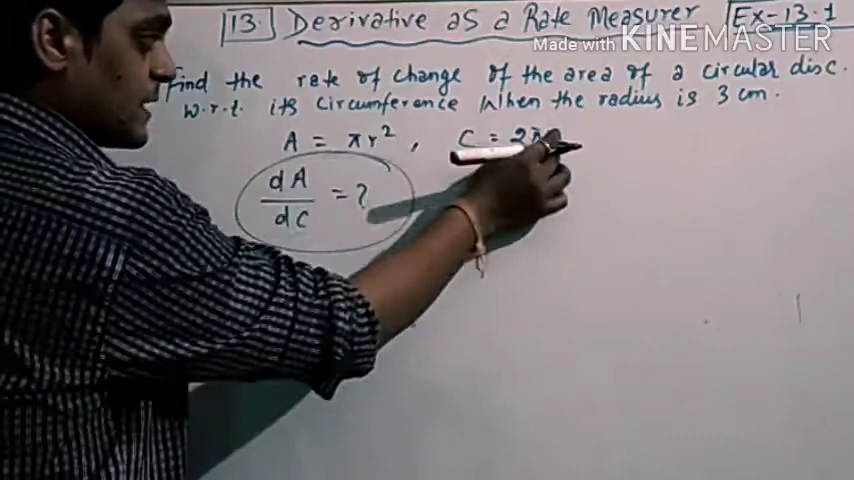 13. Derivative as a Rate Measurer Ex-13.1
Made with KINEMASTER
Find the rate of change of the area of a circular disc.
w.r.t. its circumference When the radius is 3 cm.
A = πr², C = 2π
dA/dC = ?